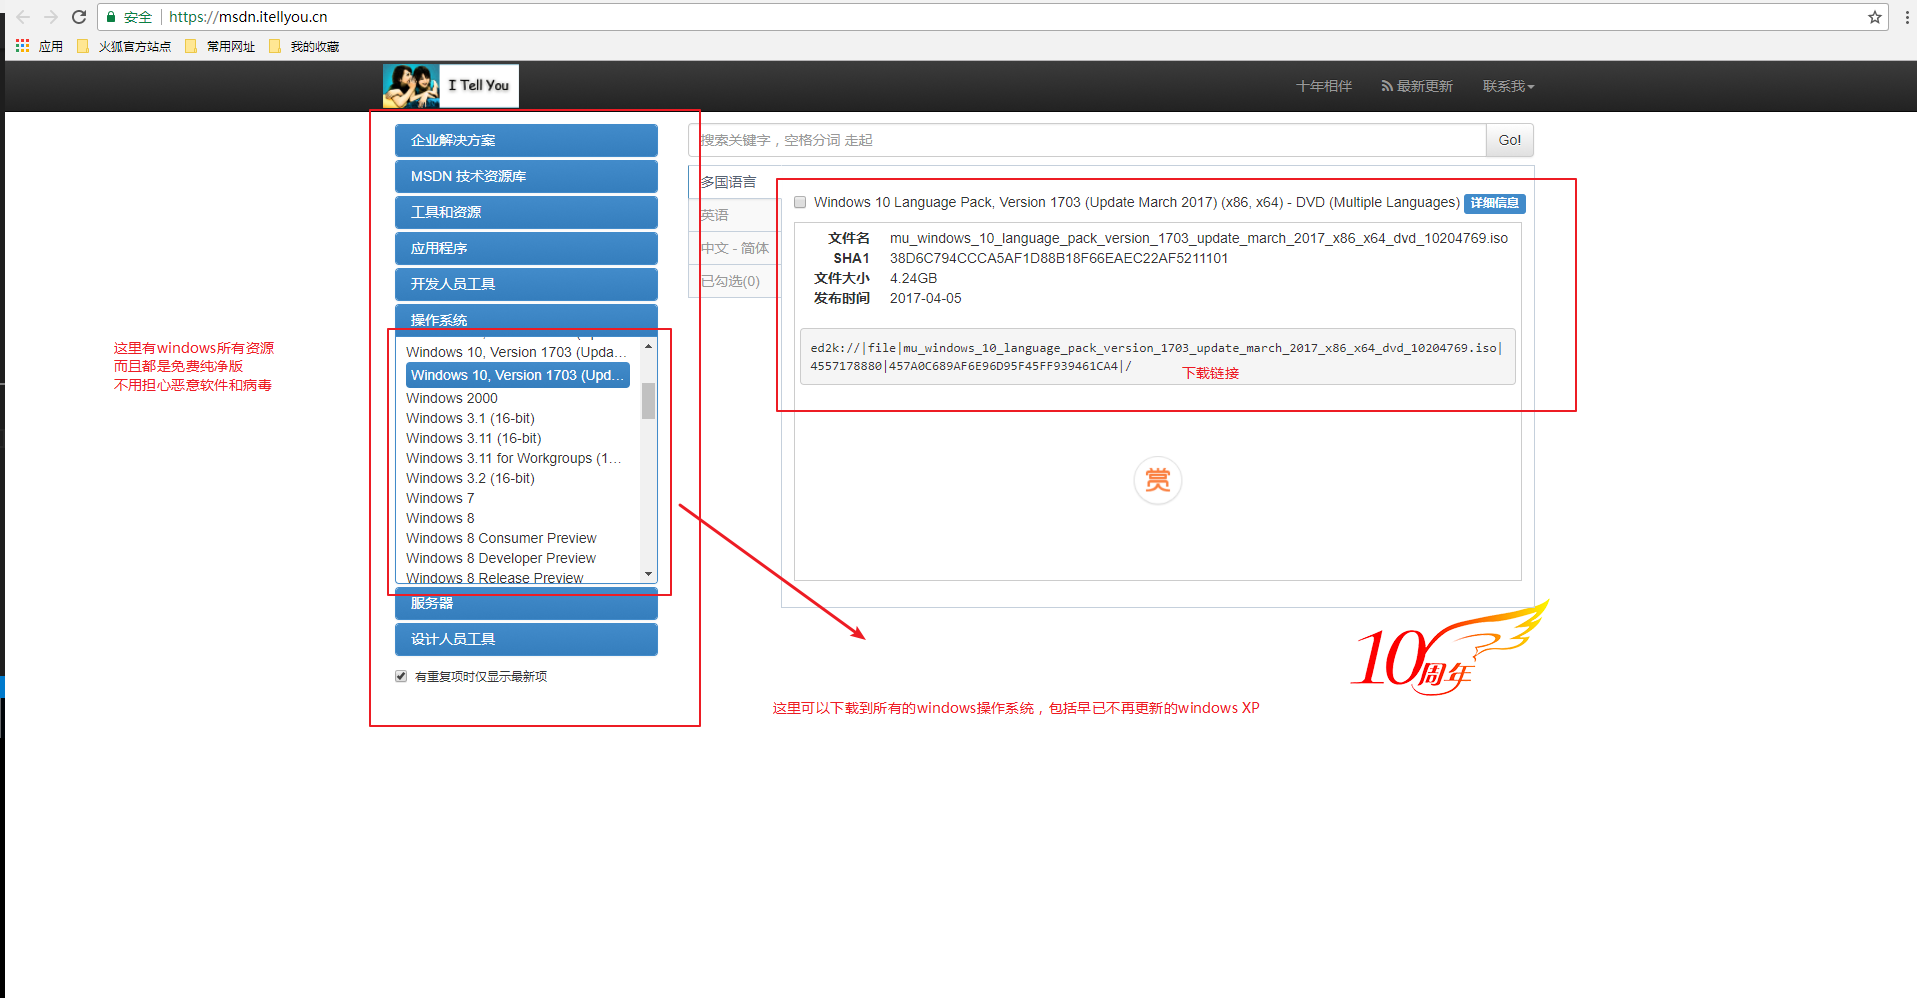 安全 https://msdn.itellyou.cn
应用 火狐官方站点 常用网址 我的收藏
I Tell You
十年相伴 最新更新 联系我
企业解决方案
MSDN 技术资源库
工具和资源
应用程序
开发人员工具
操作系统
Windows 10, Version 1703 (Upda...
Windows 10, Version 1703 (Upd...
Windows 2000
Windows 3.1 (16-bit)
Windows 3.11 (16-bit)
Windows 3.11 for Workgroups (1...
Windows 3.2 (16-bit)
Windows 7
Windows 8
Windows 8 Consumer Preview
Windows 8 Developer Preview
Windows 8 Release Preview
服务器
设计人员工具
有重复项时仅显示最新项
这里有windows所有资源
而且都是免费纯净版
不用担心恶意软件和病毒
搜索关键字，空格分词 走起 Go!
多国语言
英语
中文 - 简体
已勾选(0)
Windows 10 Language Pack, Version 1703 (Update March 2017) (x86, x64) - DVD (Multiple Languages) 详细信息
文件名 mu_windows_10_language_pack_version_1703_update_march_2017_x86_x64_dvd_10204769.iso
SHA1 38D6C794CCCA5AF1D88B18F66EAEC22AF5211101
文件大小 4.24GB
发布时间 2017-04-05
ed2k://|file|mu_windows_10_language_pack_version_1703_update_march_2017_x86_x64_dvd_10204769.iso|
4557178880|457A0C689AF6E96D95F45FF939461CA4|/
下载链接
赏
10周年
这里可以下载到所有的windows操作系统，包括早已不再更新的windows XP